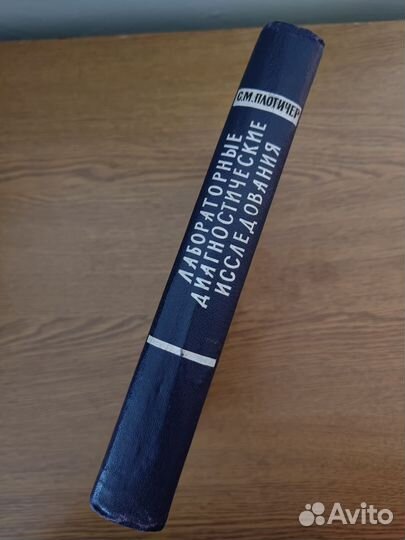 С.М.ПЛОТИЧЕР
ЛАБОРАТОРНЫЕ
ДИАГНОСТИЧЕСКИЕ
ИССЛЕДОВАНИЯ
Avito